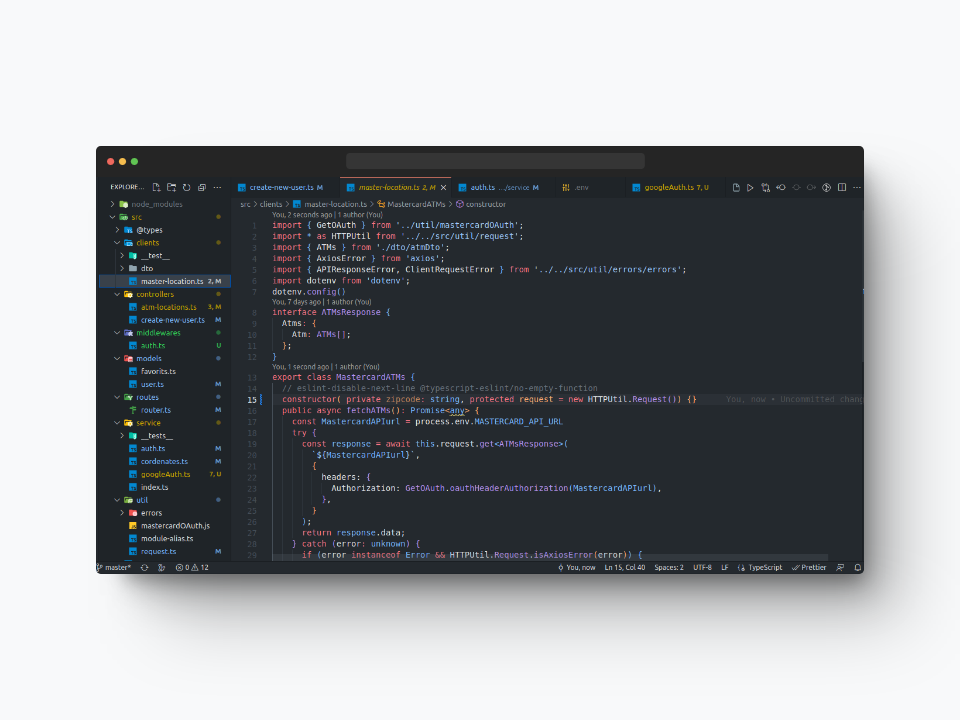 EXPLORE... create-new-user.ts M master-location.ts 2, M auth.ts .../service M .env googleAuth.ts 7, U
src > clients > master-location.ts > MastercardATMs > constructor
node_modules
src
@types
clients
__test__
dto
master-location.ts 2, M
controllers
atm-locations.ts 3, M
create-new-user.ts M
middlewares
auth.ts U
models
favorits.ts
user.ts M
routes
router.ts M
service
__tests__
auth.ts M
cordenates.ts M
googleAuth.ts 7, U
index.ts
util
errors
mastercardOAuth.js
module-alias.ts
request.ts M
You, 2 seconds ago | 1 author (You)
1 import { GetOAuth } from '../util/mastercardOAuth';
2 import * as HTTPUtil from '../../src/util/request';
3 import { ATMs } from './dto/atmDto';
4 import { AxiosError } from 'axios';
5 import { APIResponseError, ClientRequestError } from '../../src/util/errors/errors';
6 import dotenv from 'dotenv';
7 dotenv.config()
You, 7 days ago | 1 author (You)
8 interface ATMsResponse {
9 Atms: {
10 Atm: ATMs[];
11 };
12 }
You, 1 second ago | 1 author (You)
13 export class MastercardATMs {
14 // eslint-disable-next-line @typescript-eslint/no-empty-function
15 constructor( private zipcode: string, protected request = new HTTPUtil.Request()) {} You, now • Uncommitted chang
16 public async fetchATMs(): Promise<any> {
17 const MastercardAPIurl = process.env.MASTERCARD_API_URL
18 try {
19 const response = await this.request.get<ATMsResponse>(
20 `${MastercardAPIurl}`,
21 {
22 headers: {
23 Authorization: GetOAuth.oauthHeaderAuthorization(MastercardAPIurl),
24 },
25 }
26 );
27 return response.data;
28 } catch (error: unknown) {
29 if (error instanceof Error && HTTPUtil.Request.isAxiosError(error)) {
master* 0 12 You, now Ln 15, Col 40 Spaces: 2 UTF-8 LF TypeScript Prettier